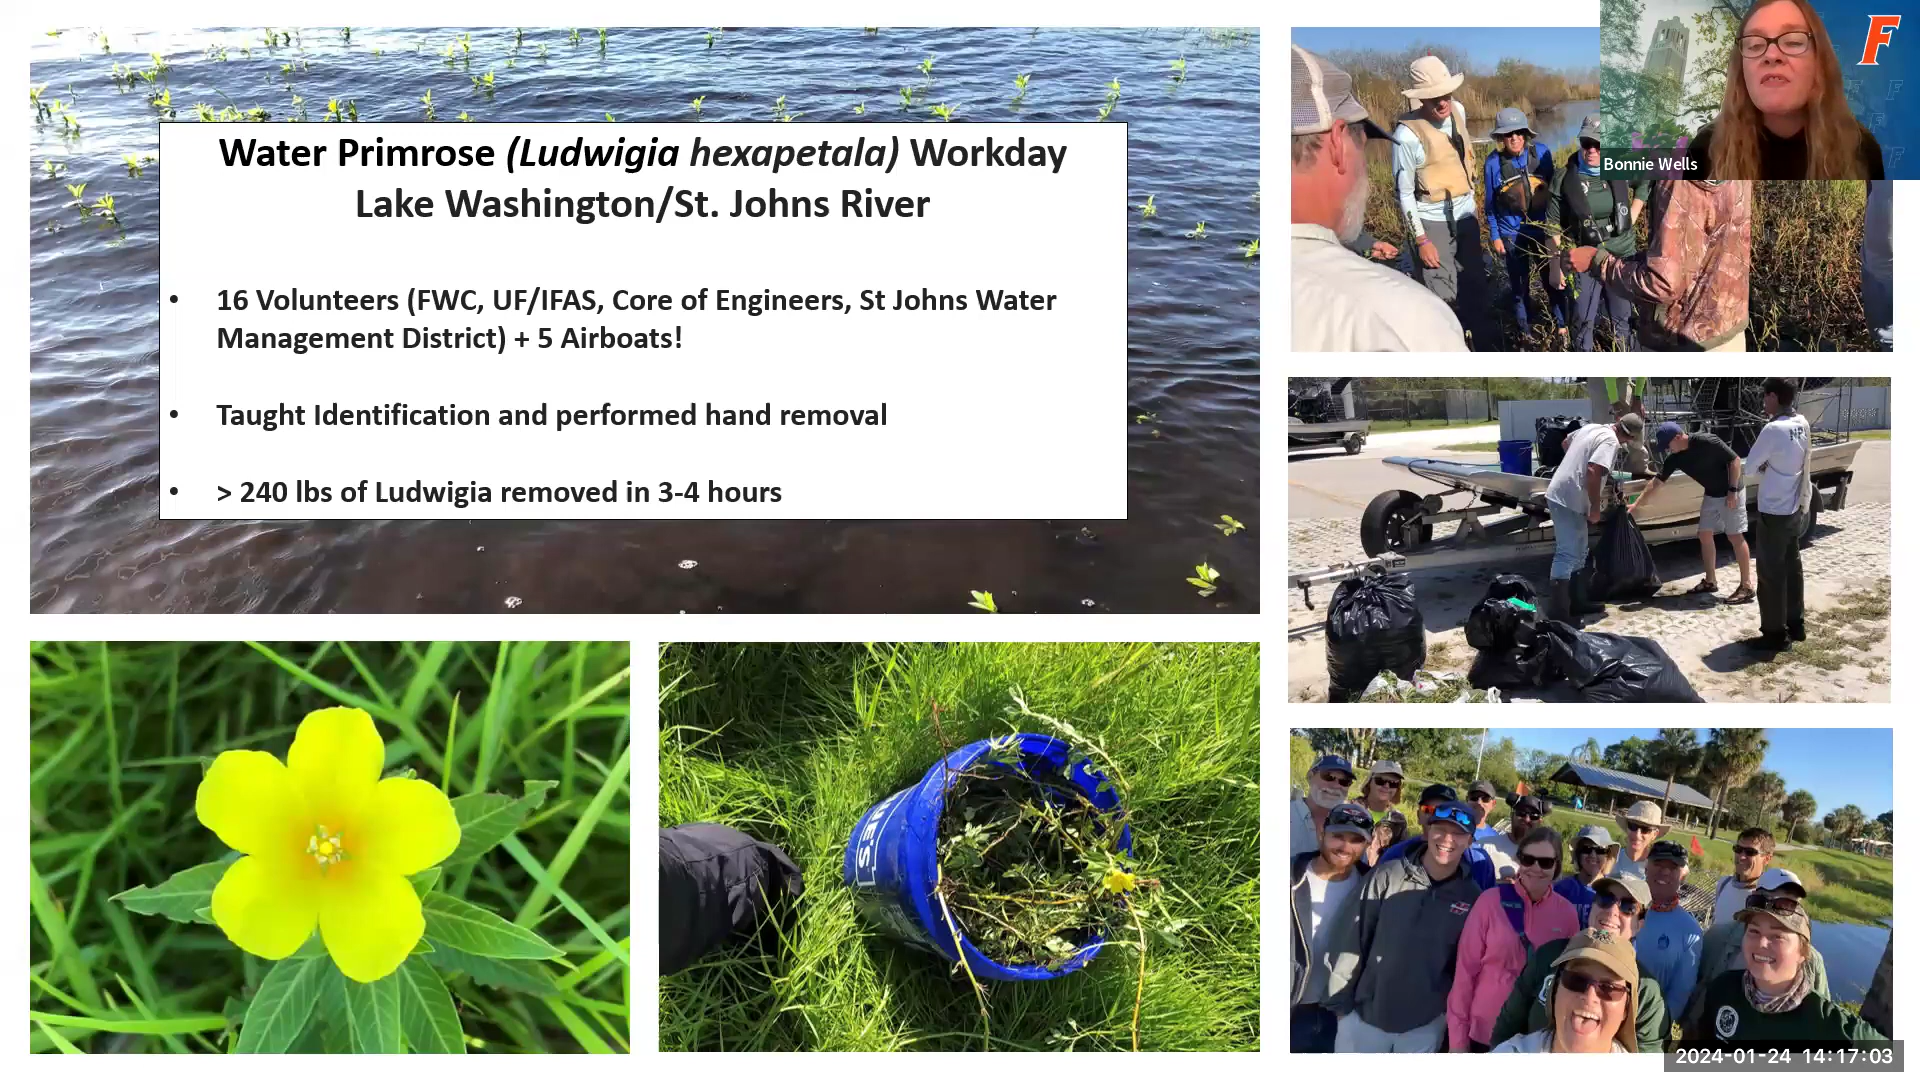 Water Primrose (Ludwigia hexapetala) Workday
Lake Washington/St. Johns River
• 16 Volunteers (FWC, UF/IFAS, Core of Engineers, St Johns Water
Management District) + 5 Airboats!
• Taught Identification and performed hand removal
• > 240 lbs of Ludwigia removed in 3-4 hours
F
Bonnie Wells
2024-01-24 14:17:03